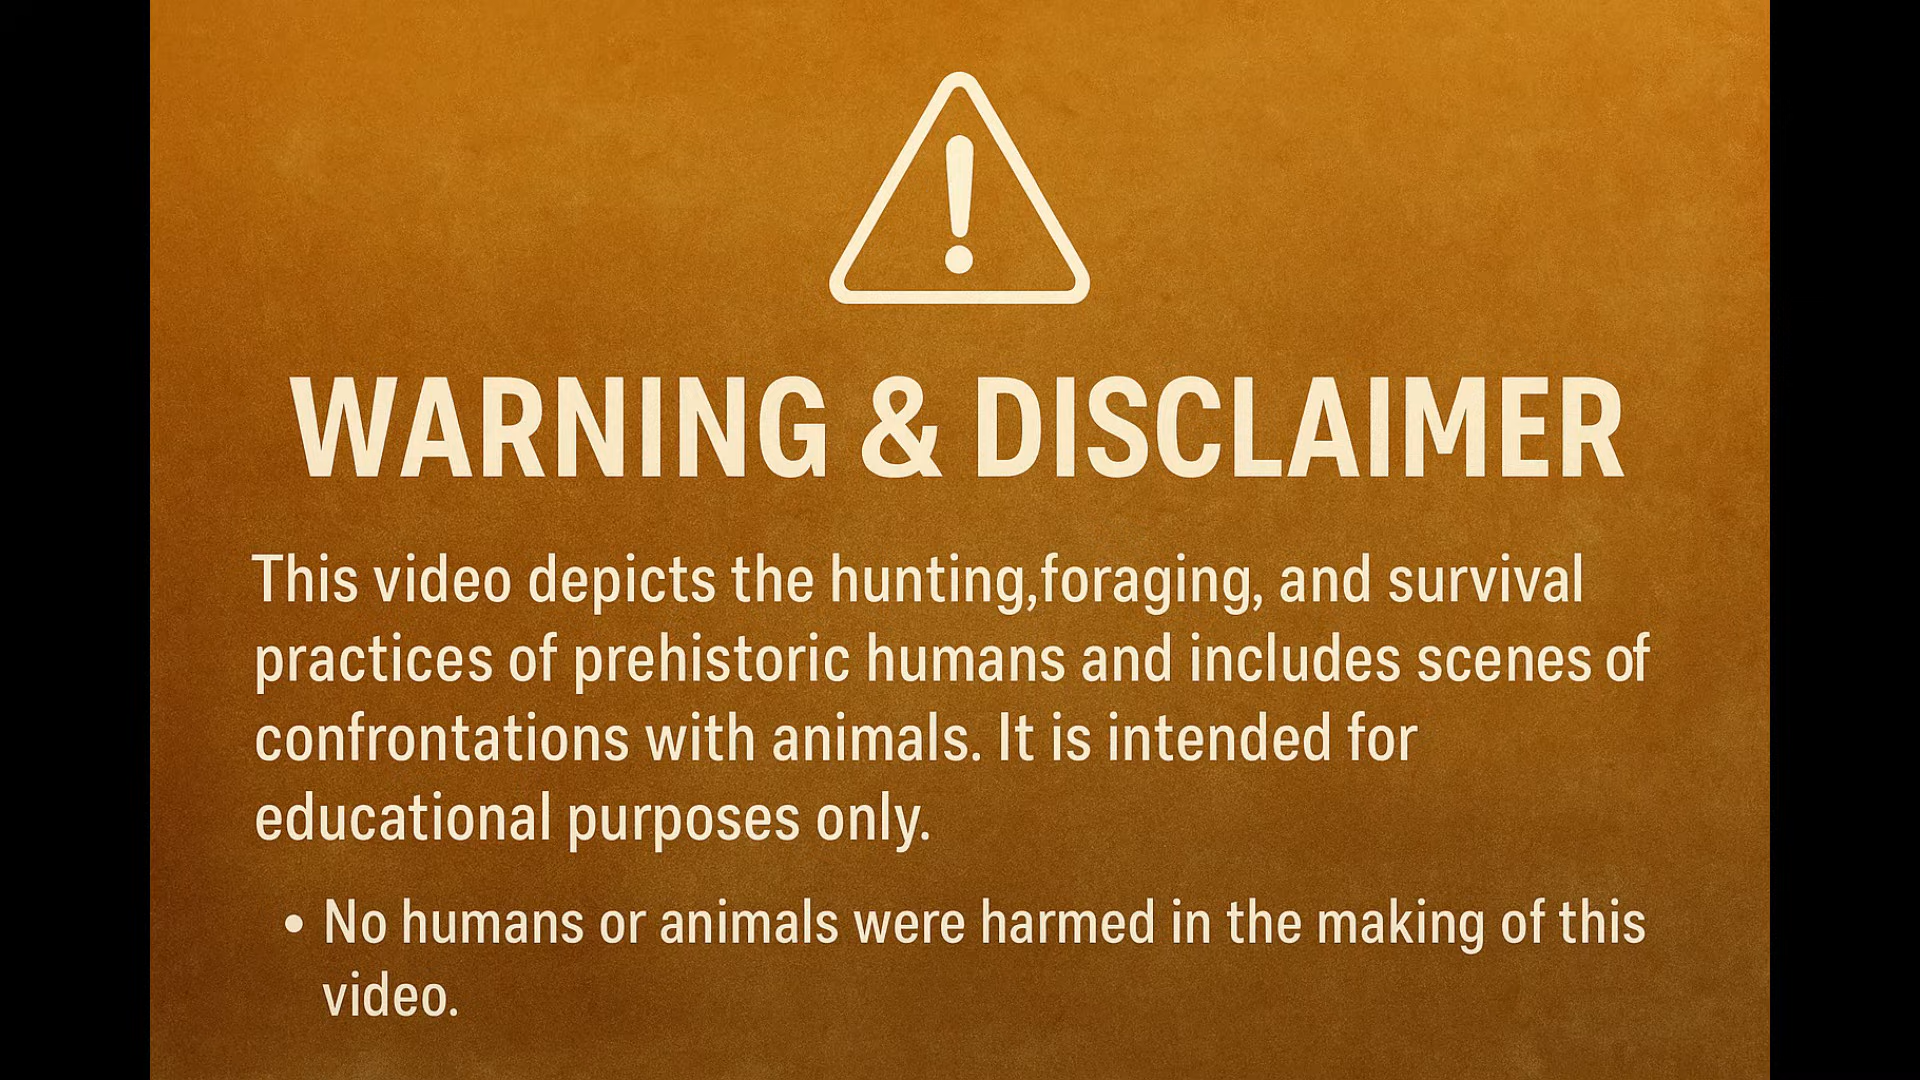 WARNING & DISCLAIMER
This video depicts the hunting,foraging, and survival
practices of prehistoric humans and includes scenes of
confrontations with animals. It is intended for
educational purposes only.
• No humans or animals were harmed in the making of this
video.